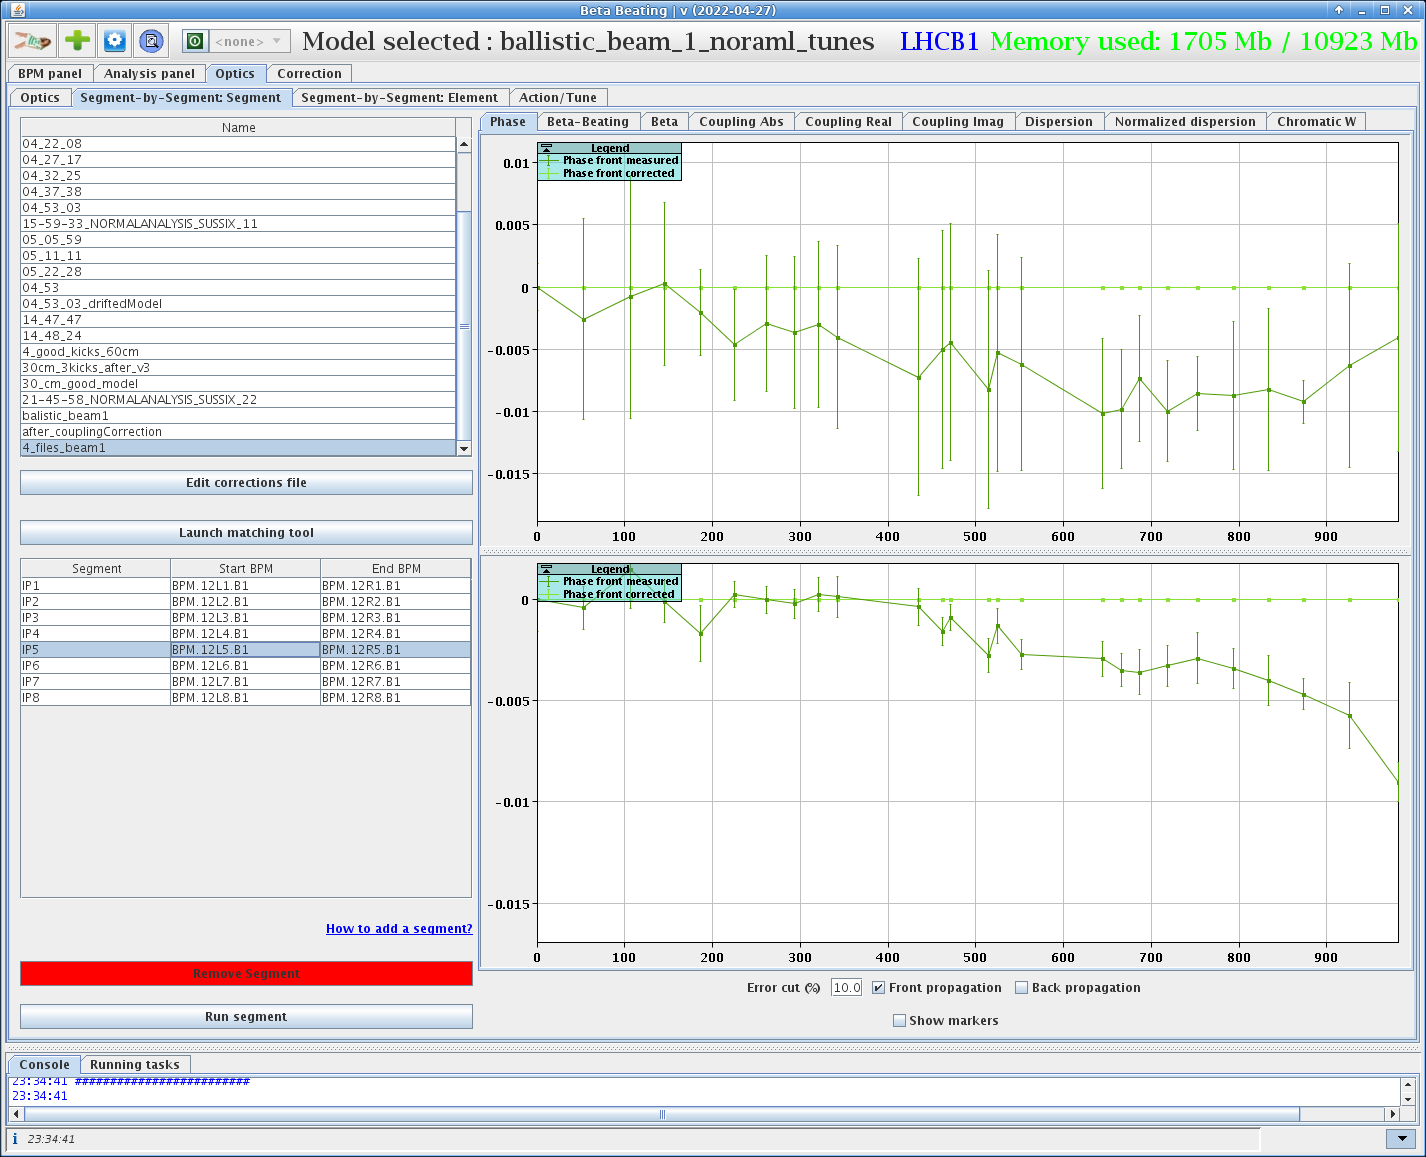 Beta Beating | v (2022-04-27)
<none>
Model selected : ballistic_beam_1_noraml_tunes
LHCB1
Memory used: 1705 Mb / 10923 Mb
BPM panel
Analysis panel
Optics
Correction
Optics
Segment-by-Segment: Segment
Segment-by-Segment: Element
Action/Tune
Name
04_22_08
04_27_17
04_32_25
04_37_38
04_53_03
15-59-33_NORMALANALYSIS_SUSSIX_11
05_05_59
05_11_11
05_22_28
04_53
04_53_03_driftedModel
14_47_47
14_48_24
4_good_kicks_60cm
30cm_3kicks_after_v3
30_cm_good_model
21-45-58_NORMALANALYSIS_SUSSIX_22
balistic_beam1
after_couplingCorrection
4_files_beam1
Edit corrections file
Launch matching tool
Segment Start BPM End BPM
IP1 BPM.12L1.B1 BPM.12R1.B1
IP2 BPM.12L2.B1 BPM.12R2.B1
IP3 BPM.12L3.B1 BPM.12R3.B1
IP4 BPM.12L4.B1 BPM.12R4.B1
IP5 BPM.12L5.B1 BPM.12R5.B1
IP6 BPM.12L6.B1 BPM.12R6.B1
IP7 BPM.12L7.B1 BPM.12R7.B1
IP8 BPM.12L8.B1 BPM.12R8.B1
How to add a segment?
Remove Segment
Run segment
Phase
Beta-Beating
Beta
Coupling Abs
Coupling Real
Coupling Imag
Dispersion
Normalized dispersion
Chromatic W
Legend
Phase front measured
Phase front corrected
0.01
0.005
0
-0.005
-0.01
-0.015
0 100 200 300 400 500 600 700 800 900
Legend
Phase front measured
Phase front corrected
0
-0.005
-0.01
-0.015
0 100 200 300 400 500 600 700 800 900
Error cut (%) 10.0
Front propagation
Back propagation
Show markers
Console
Running tasks
23:34:41 #########################
23:34:41
23:34:41